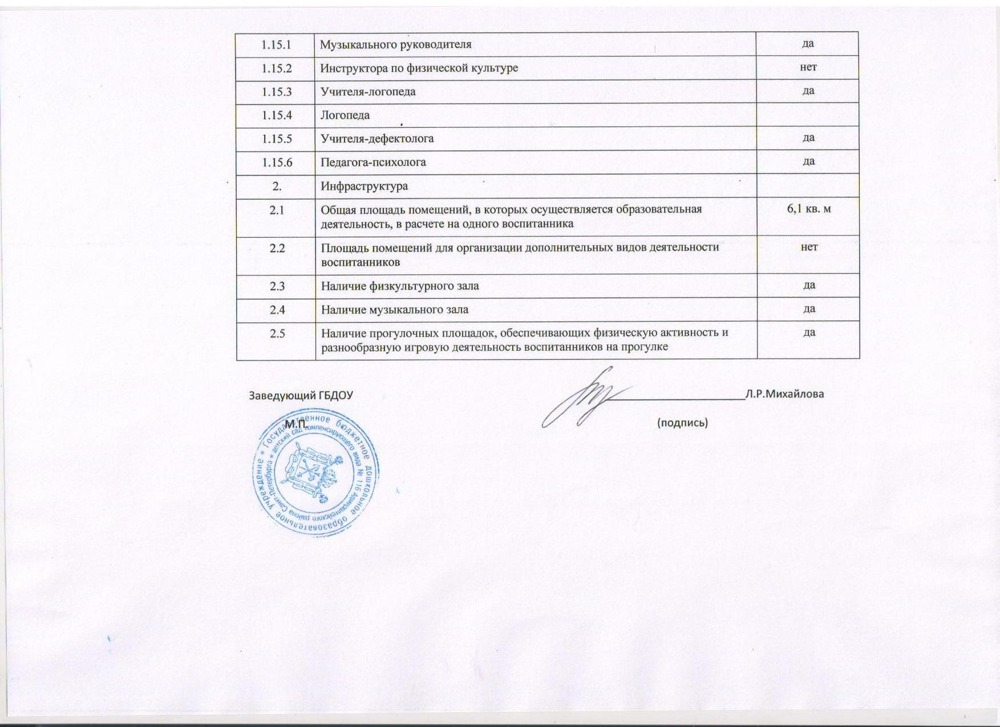 1.15.1 Музыкального руководителя да
1.15.2 Инструктора по физической культуре нет
1.15.3 Учителя-логопеда да
1.15.4 Логопеда
1.15.5 Учителя-дефектолога да
1.15.6 Педагога-психолога да
2. Инфраструктура
2.1 Общая площадь помещений, в которых осуществляется образовательная 6,1 кв. м
деятельность, в расчете на одного воспитанника
2.2 Площадь помещений для организации дополнительных видов деятельности нет
воспитанников
2.3 Наличие физкультурного зала да
2.4 Наличие музыкального зала да
2.5 Наличие прогулочных площадок, обеспечивающих физическую активность и да
разнообразную игровую деятельность воспитанников на прогулке
Заведующий ГБДОУ Л.Р.Михайлова
М.П. (подпись)
* Государственное бюджетное дошкольное образовательное учреждение
* детский сад компенсирующего вида № 116 Адмиралтейского района Санкт-Петербурга